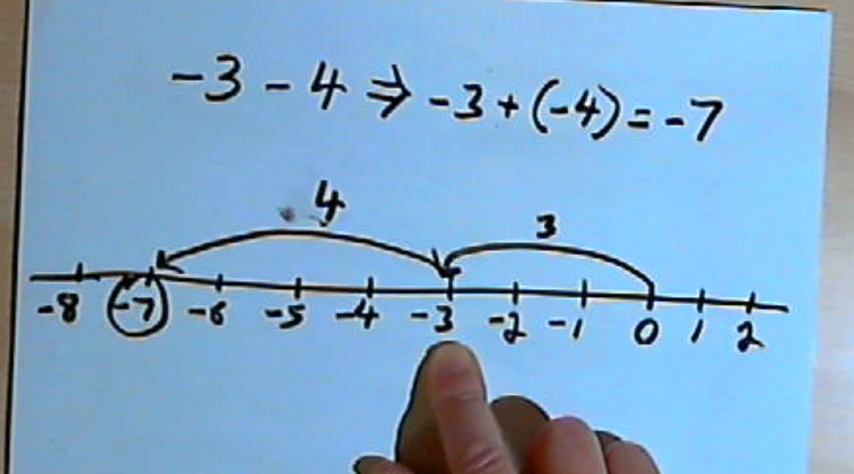 -3 - 4 ⇒ -3 + (-4) = -7
4 3
-8 -7 -6 -5 -4 -3 -2 -1 0 1 2